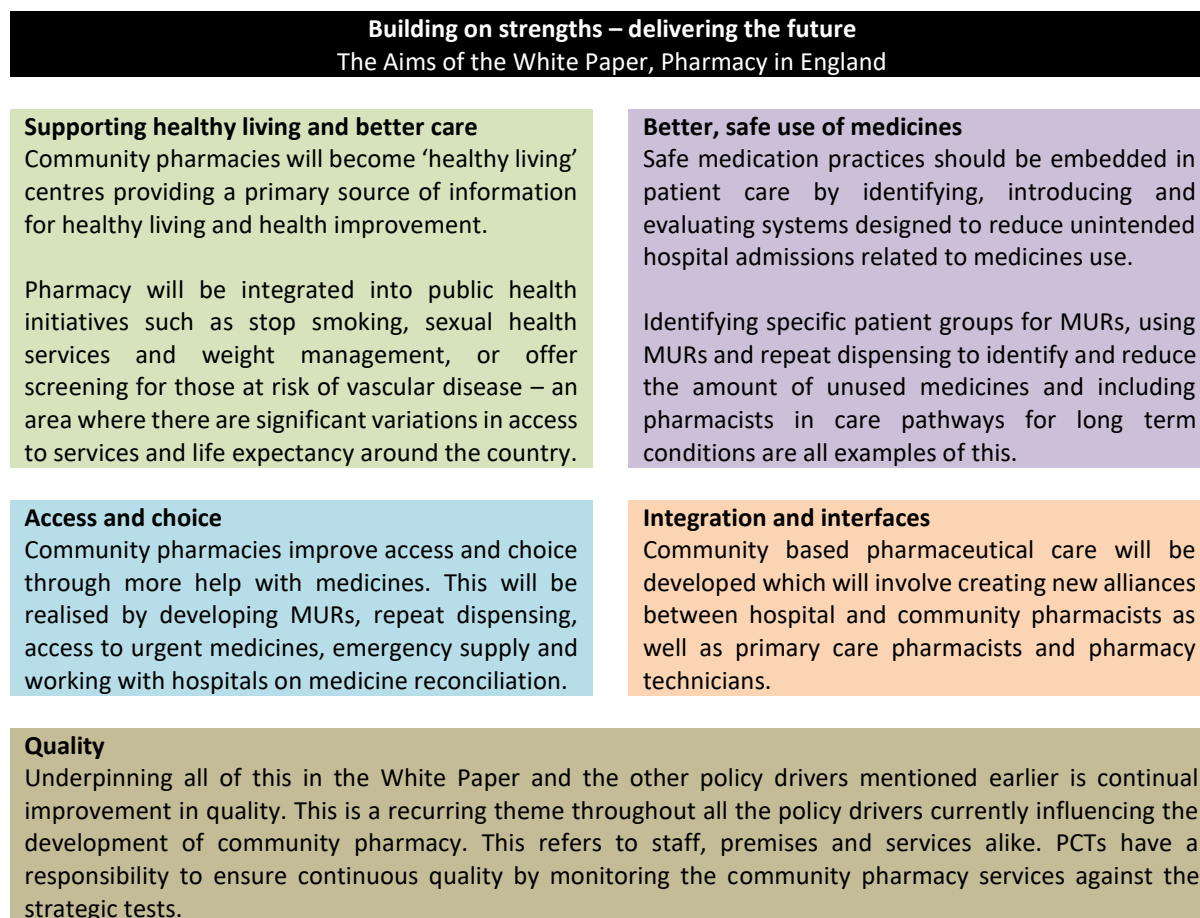 Building on strengths – delivering the future
The Aims of the White Paper, Pharmacy in England
Supporting healthy living and better care
Community pharmacies will become ‘healthy living’
centres providing a primary source of information
for healthy living and health improvement.
Pharmacy will be integrated into public health
initiatives such as stop smoking, sexual health
services and weight management, or offer
screening for those at risk of vascular disease – an
area where there are significant variations in access
to services and life expectancy around the country.
Better, safe use of medicines
Safe medication practices should be embedded in
patient care by identifying, introducing and
evaluating systems designed to reduce unintended
hospital admissions related to medicines use.
Identifying specific patient groups for MURs, using
MURs and repeat dispensing to identify and reduce
the amount of unused medicines and including
pharmacists in care pathways for long term
conditions are all examples of this.
Access and choice
Community pharmacies improve access and choice
through more help with medicines. This will be
realised by developing MURs, repeat dispensing,
access to urgent medicines, emergency supply and
working with hospitals on medicine reconciliation.
Integration and interfaces
Community based pharmaceutical care will be
developed which will involve creating new alliances
between hospital and community pharmacists as
well as primary care pharmacists and pharmacy
technicians.
Quality
Underpinning all of this in the White Paper and the other policy drivers mentioned earlier is continual
improvement in quality. This is a recurring theme throughout all the policy drivers currently influencing the
development of community pharmacy. This refers to staff, premises and services alike. PCTs have a
responsibility to ensure continuous quality by monitoring the community pharmacy services against the
strategic tests.